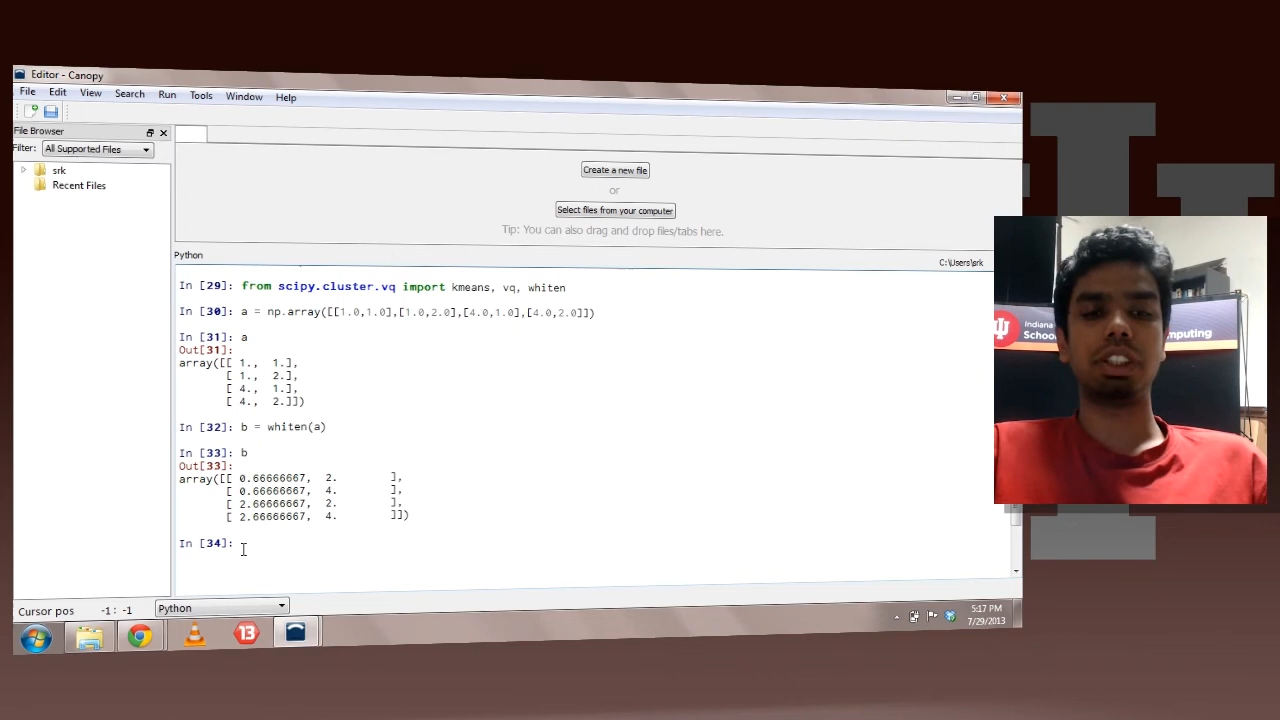 Editor - Canopy
File Edit View Search Run Tools Window Help
File Browser
Filter: All Supported Files
srk
Recent Files
Create a new file
or
Select files from your computer
Tip: You can also drag and drop files/tabs here.
Python
C:\Users\srk
In [29]: from scipy.cluster.vq import kmeans, vq, whiten
In [30]: a = np.array([[1.0,1.0],[1.0,2.0],[4.0,1.0],[4.0,2.0]])
In [31]: a
Out[31]:
array([[ 1.,  1.],
[ 1.,  2.],
[ 4.,  1.],
[ 4.,  2.]])
In [32]: b = whiten(a)
In [33]: b
Out[33]:
array([[ 0.66666667,  2.        ],
[ 0.66666667,  4.        ],
[ 2.66666667,  2.        ],
[ 2.66666667,  4.        ]])
In [34]:
Cursor pos -1 : -1 Python
13
5:17 PM
7/29/2013
Indiana
Schoo
mputing